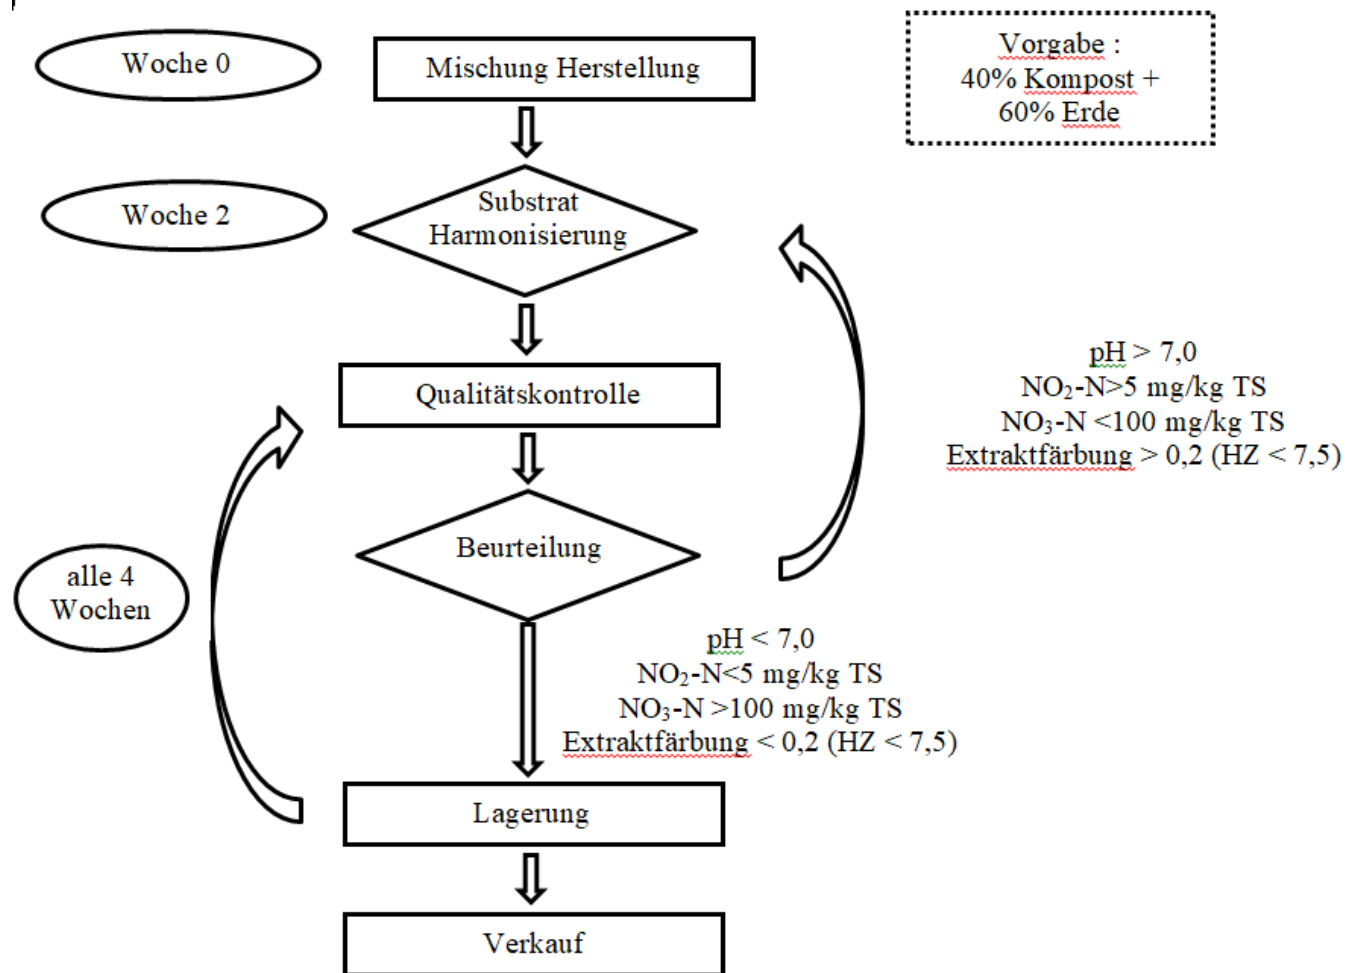 Woche 0
Mischung Herstellung
Vorgabe :
40% Kompost +
60% Erde
Woche 2
Substrat
Harmonisierung
Qualitätskontrolle
pH > 7,0
NO₂-N>5 mg/kg TS
NO₃-N <100 mg/kg TS
Extraktfärbung > 0,2 (HZ < 7,5)
Beurteilung
alle 4
Wochen
pH < 7,0
NO₂-N<5 mg/kg TS
NO₃-N >100 mg/kg TS
Extraktfärbung < 0,2 (HZ < 7,5)
Lagerung
Verkauf